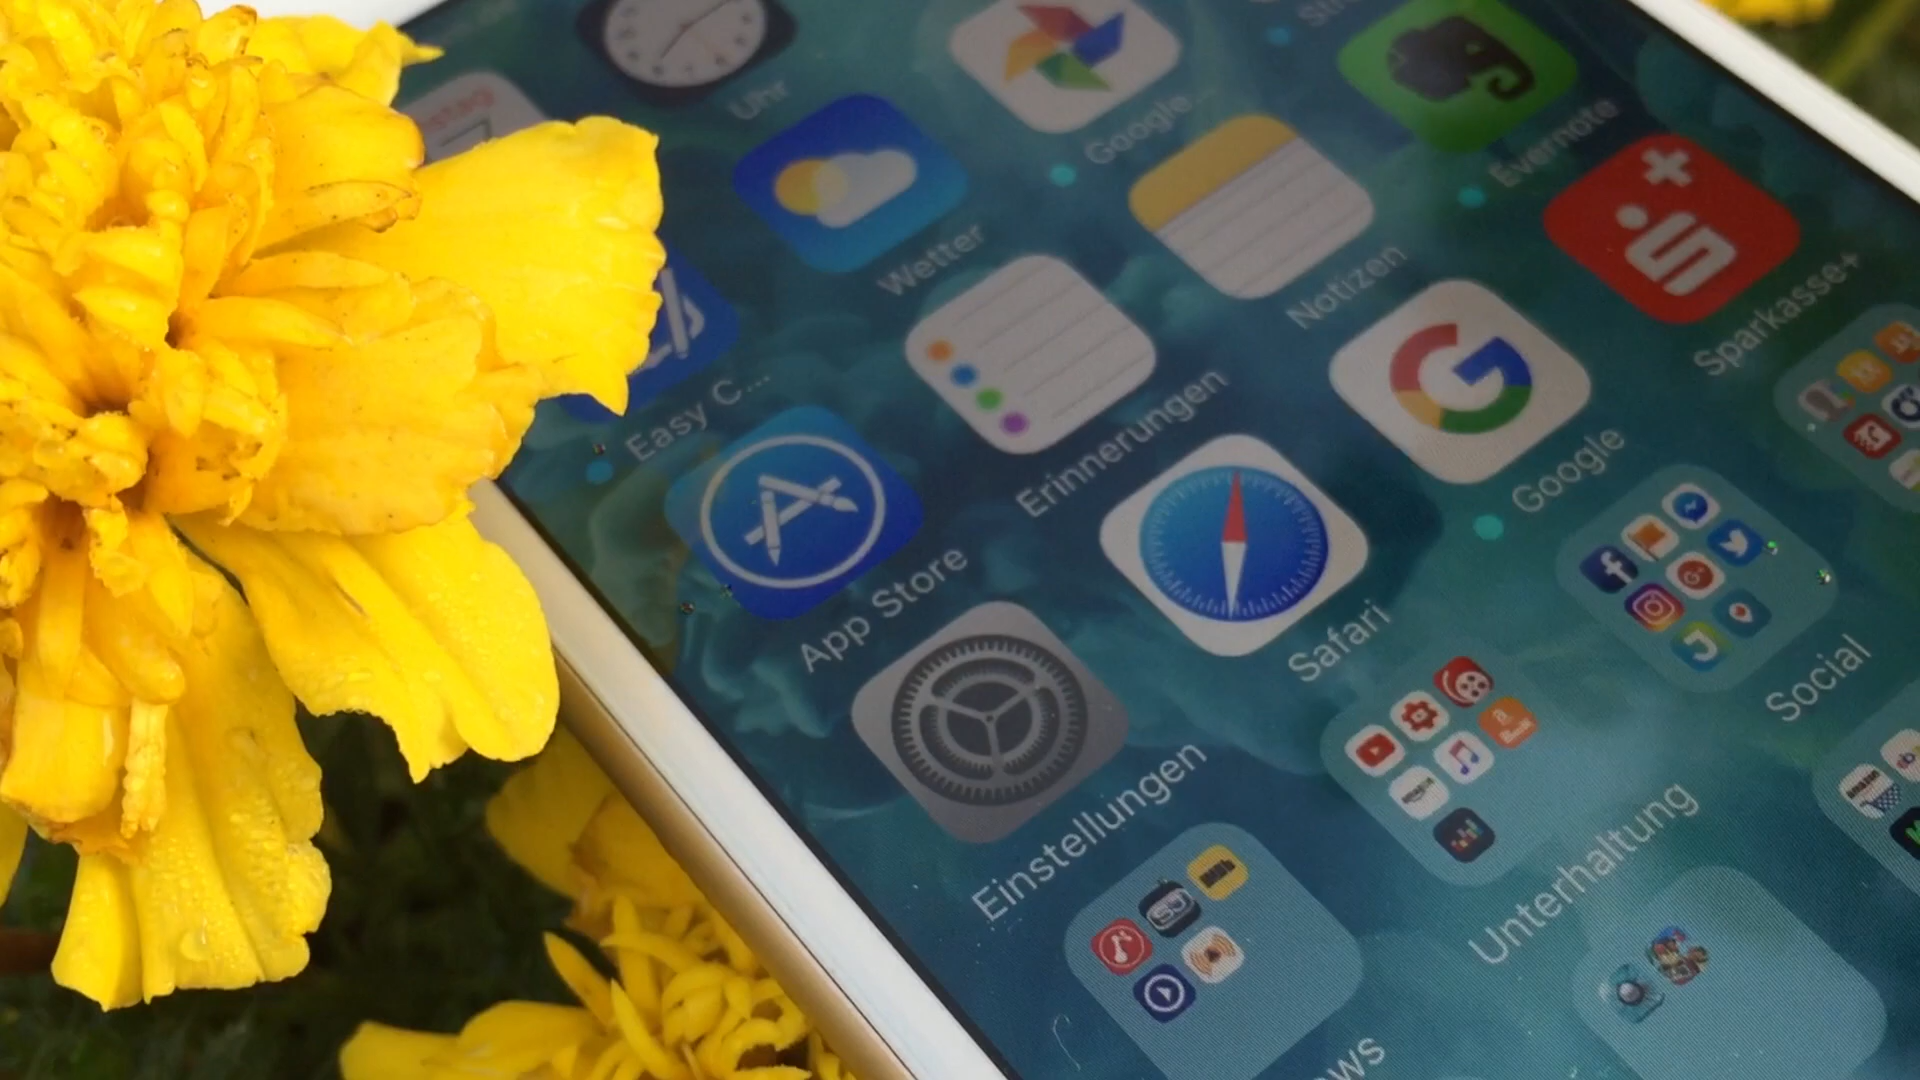 Uhr
Google...
Evernote
Wetter
Notizen
Sparkasse+
Easy C...
Erinnerungen
Google
App Store
Safari
Social
Einstellungen
Unterhaltung